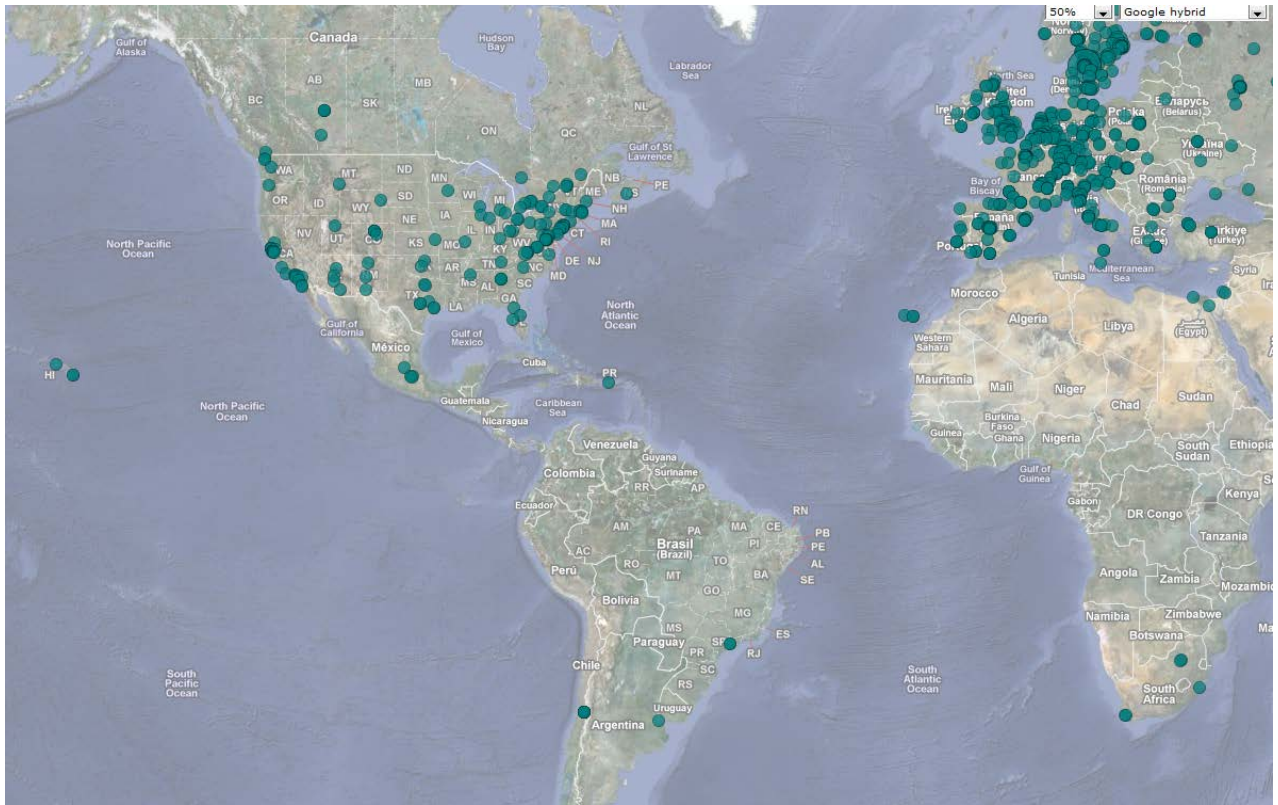 50%
Google hybrid
Norway)
Gulf of
Alaska
Canada
Hudson
Bay
Labrador
Sea
North Sea
United
Kingdom
AB
MB
BC
SK
NL
ON
QC
Gulf of St
Lawrence
Беларусь
(Belarus)
Polska
Україна
(Ukraine)
România
(Romania)
Bay of
Biscay
WA
MT
ND
MN
NB
PE
ME
NS
OR
ID
WY
SD
WI
MI
NH
MA
CT
RI
NV
UT
CO
NE
IA
IL
IN
WV
KS
MO
KY
DE
NJ
MD
CA
AR
TN
NC
SC
MS
AL
GA
TX
LA
España
Portugal
Türkiye
(Turkey)
Tunisia
Mediterranean
Sea
Syria
Morocco
Algeria
Libya
(Egypt)
Western
Sahara
North Pacific
Ocean
North
Atlantic
Ocean
Gulf of
California
Gulf of
Mexico
México
Cuba
PR
HI
Guatemala
Caribbean
Sea
Nicaragua
North Pacific
Ocean
Mauritania
Mali
Niger
Chad
Sudan
Burkina
Faso
Guinea
Ghana
Nigeria
South
Sudan
Ethiopia
Gulf of
Guinea
Gabon
Kenya
DR Congo
Tanzania
Venezuela
Guyana
Suriname
Colombia
RR
AP
Ecuador
AM
PA
MA
CE
RN
PB
PE
AL
SE
Brasil
(Brazil)
PI
AC
RO
TO
MT
BA
GO
Perú
Bolivia
MG
MS
ES
RJ
Paraguay
PR
SC
RS
Chile
Uruguay
Argentina
South
Pacific
Ocean
South
Atlantic
Ocean
Angola
Zambia
Mozambic
Namibia
Zimbabwe
Botswana
South
Africa